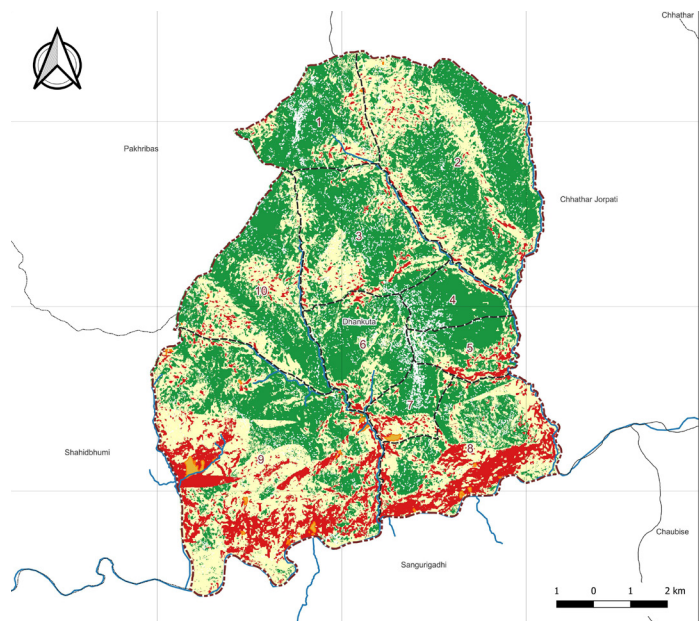 Chhathar
1
Pakhribas
2
Chhathar Jorpati
3
10
4
Dhankuta
6
5
7
8
Shahidbhumi
9
Chaubise
Sangurigadhi
1 0 1 2 km